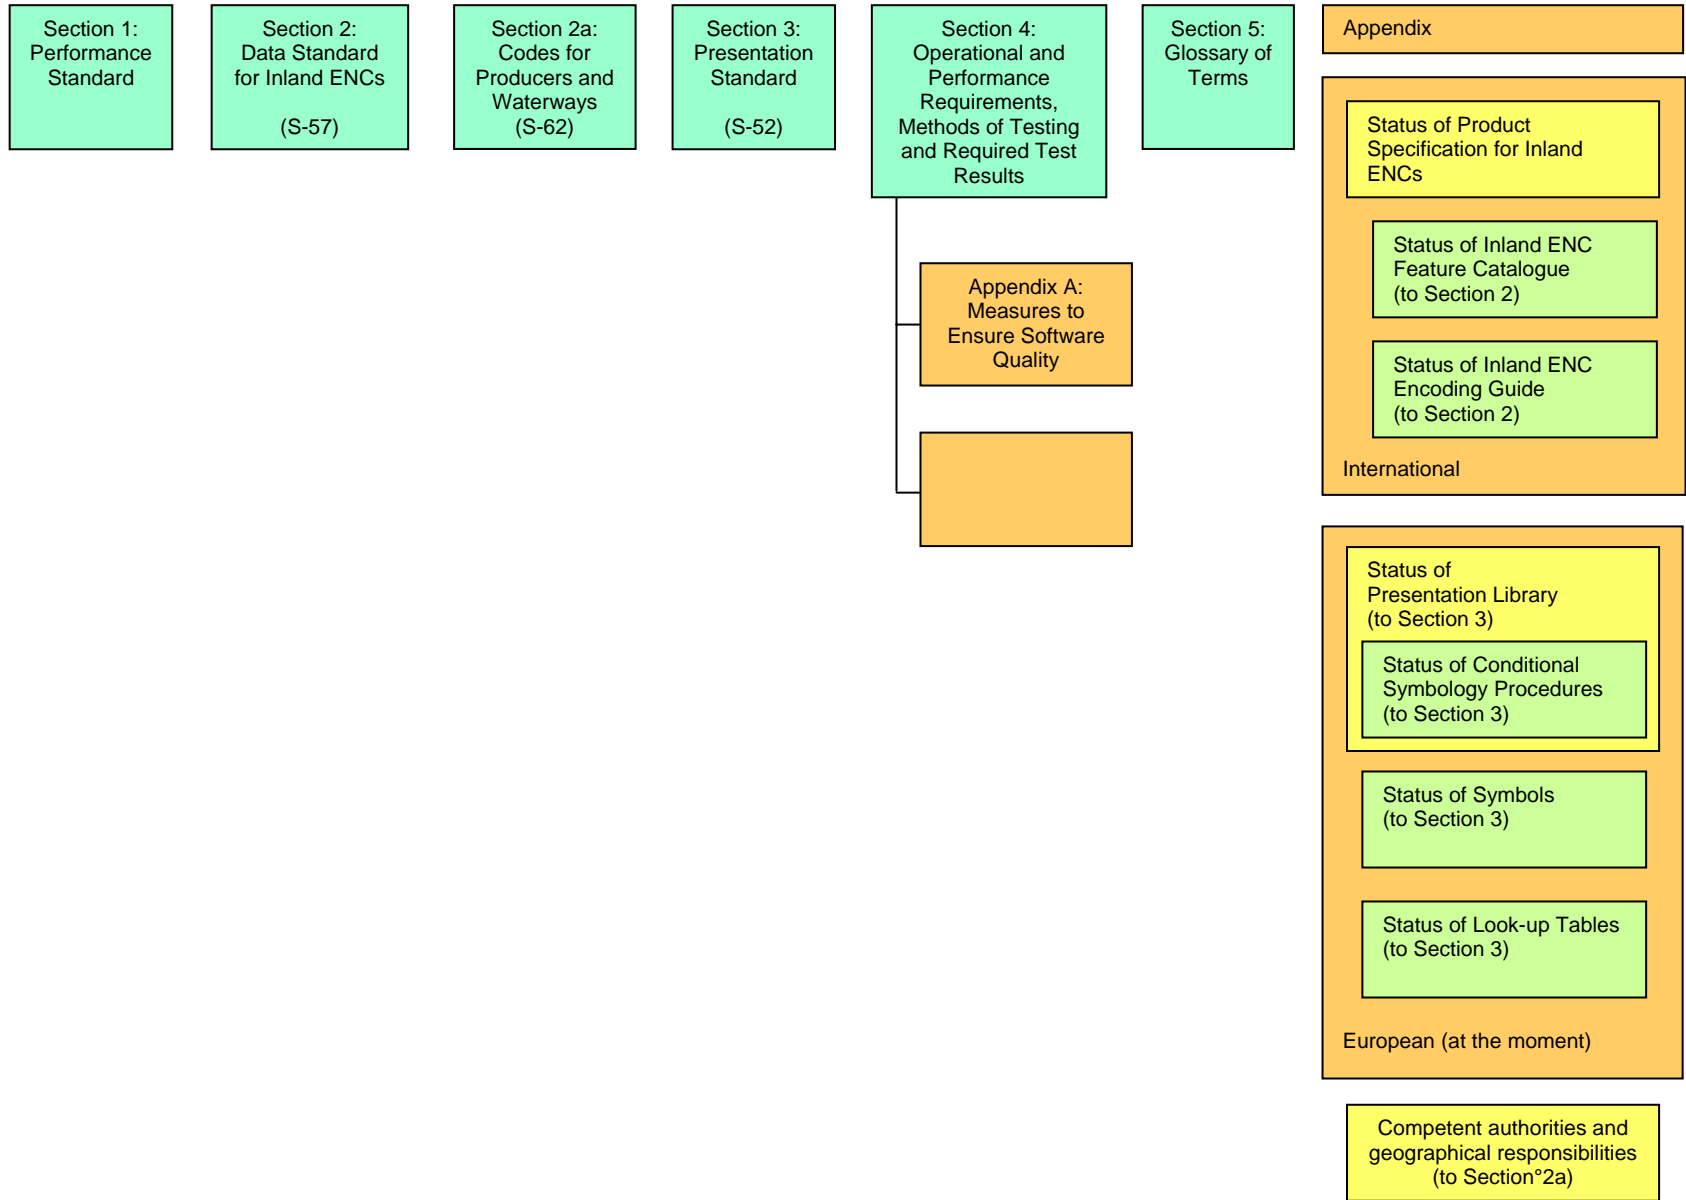 Section 1:
Performance
Standard
Section 2:
Data Standard
for Inland ENCs
(S-57)
Section 2a:
Codes for
Producers and
Waterways
(S-62)
Section 3:
Presentation
Standard
(S-52)
Section 4:
Operational and
Performance
Requirements,
Methods of Testing
and Required Test
Results
Section 5:
Glossary of
Terms
Appendix A:
Measures to
Ensure Software
Quality
Appendix
Status of Product
Specification for Inland
ENCs
Status of Inland ENC
Feature Catalogue
(to Section 2)
Status of Inland ENC
Encoding Guide
(to Section 2)
International
Status of
Presentation Library
(to Section 3)
Status of Conditional
Symbology Procedures
(to Section 3)
Status of Symbols
(to Section 3)
Status of Look-up Tables
(to Section 3)
European (at the moment)
Competent authorities and
geographical responsibilities
(to Section°2a)